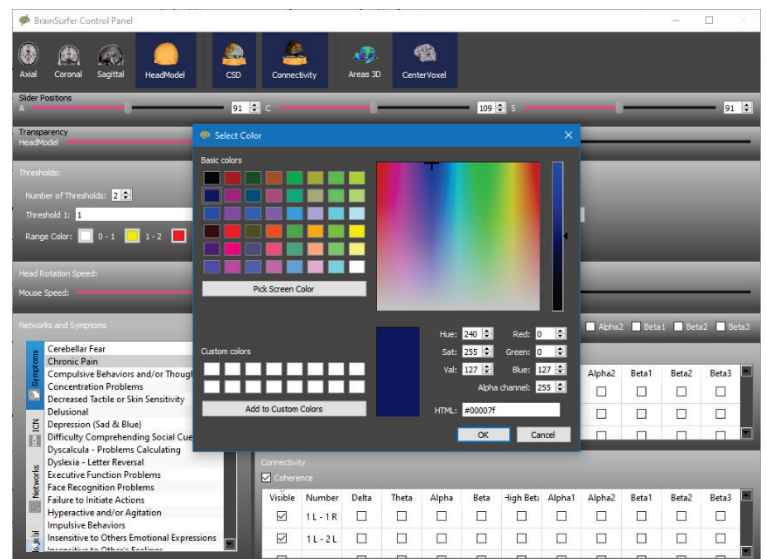 BrainSurfer Control Panel
Axial Coronal Sagittal HeadModel CSD Connectivity Areas 3D CenterVoxel
Slider Positions
A 91 C 109 S 91
Transparency
HeadModel
Select Color
Basic colors
Thresholds:
Number of Thresholds: 2
Threshold 1: 1
Range Color: 0 - 1 1 - 2
Pick Screen Color
Head Rotation Speed:
Mouse Speed:
Hue: 240 Red: 0
Sat: 255 Green: 0
Val: 127 Blue: 127
Alpha channel: 255
HTML: #00007f
Custom colors
Add to Custom Colors
OK Cancel
Networks and Symptoms
Alpha2 Beta1 Beta2 Beta3
Symptoms
ICN
Networks
Cerebellar Fear
Chronic Pain
Compulsive Behaviors and/or Though
Concentration Problems
Decreased Tactile or Skin Sensitivity
Delusional
Depression (Sad & Blue)
Difficulty Comprehending Social Cue
Dyscalcula - Problems Calculating
Dyslexia - Letter Reversal
Executive Function Problems
Face Recognition Problems
Failure to Initiate Actions
Hyperactive and/or Agitation
Impulsive Behaviors
Insensitive to Others Emotional Expressions
Insensitive to Other's Feelings
Alpha2 Beta1 Beta2 Beta3
Connectivity
Coherence
Visible Number Delta Theta Alpha Beta High Beta Alpha1 Alpha2 Beta1 Beta2 Beta3
1 L - 1 R
1 L - 2 L